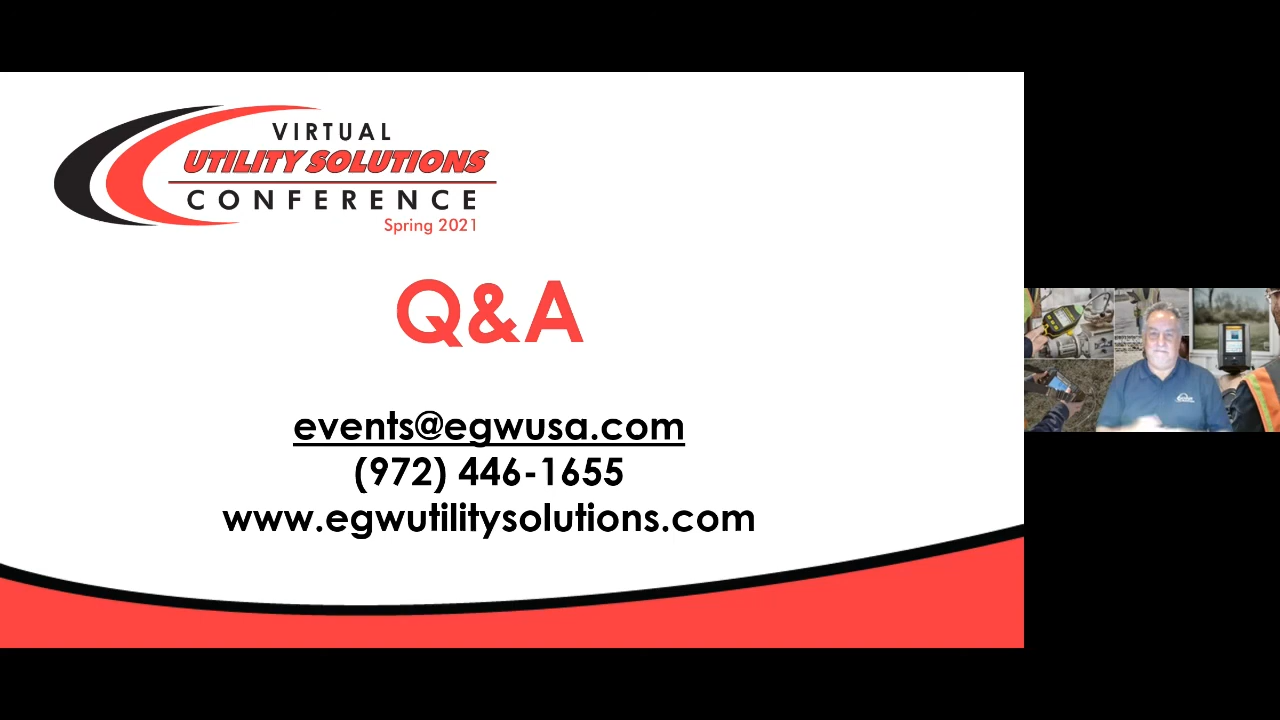 VIRTUAL
UTILITY SOLUTIONS
CONFERENCE
Spring 2021
Q&A
events@egwusa.com
(972) 446-1655
www.egwutilitysolutions.com